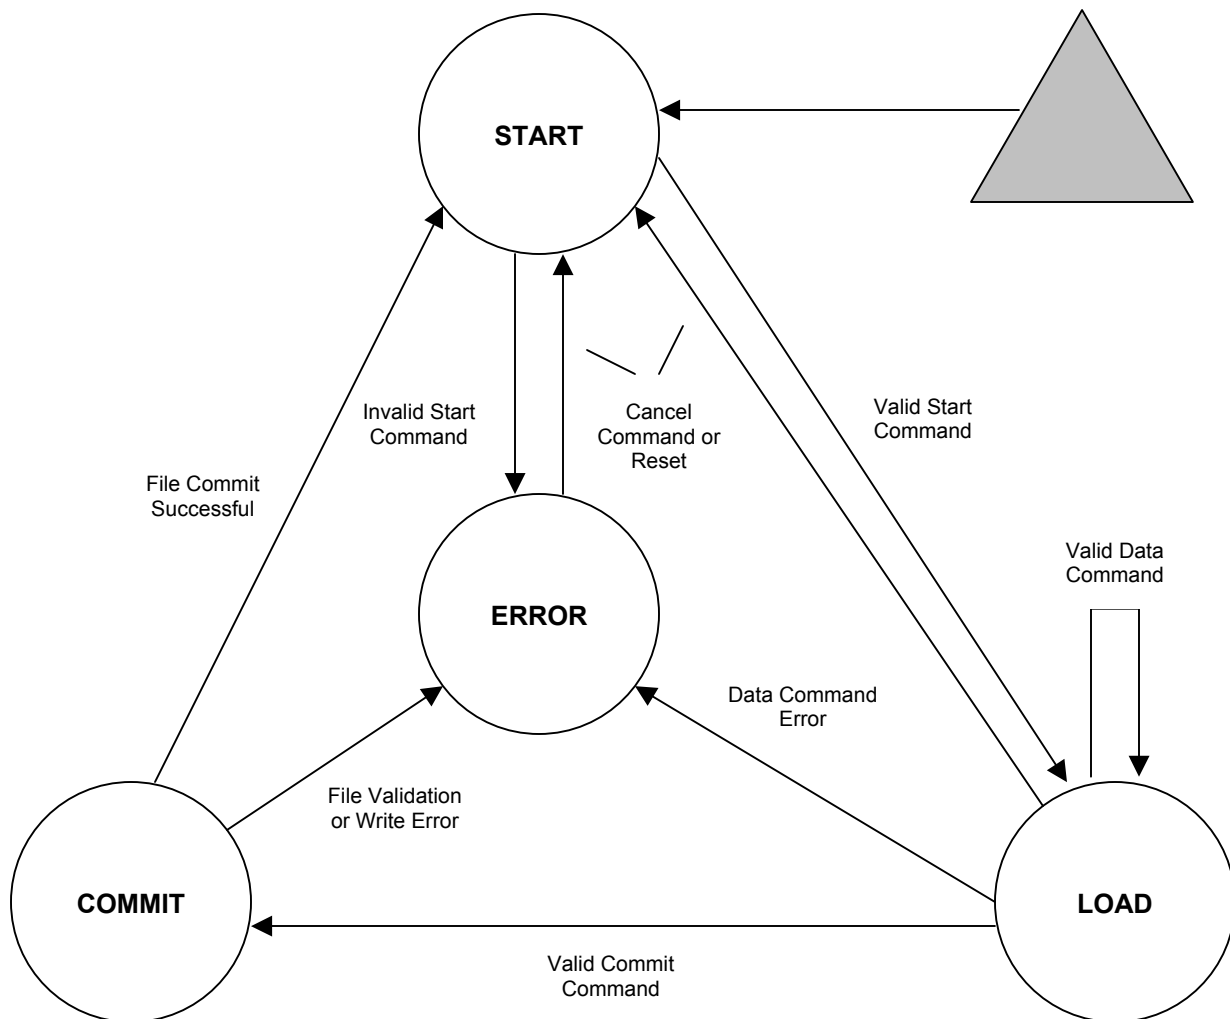 START
Invalid Start
Command
Cancel
Command or
Reset
Valid Start
Command
File Commit
Successful
Valid Data
Command
ERROR
Data Command
Error
File Validation
or Write Error
COMMIT
LOAD
Valid Commit
Command